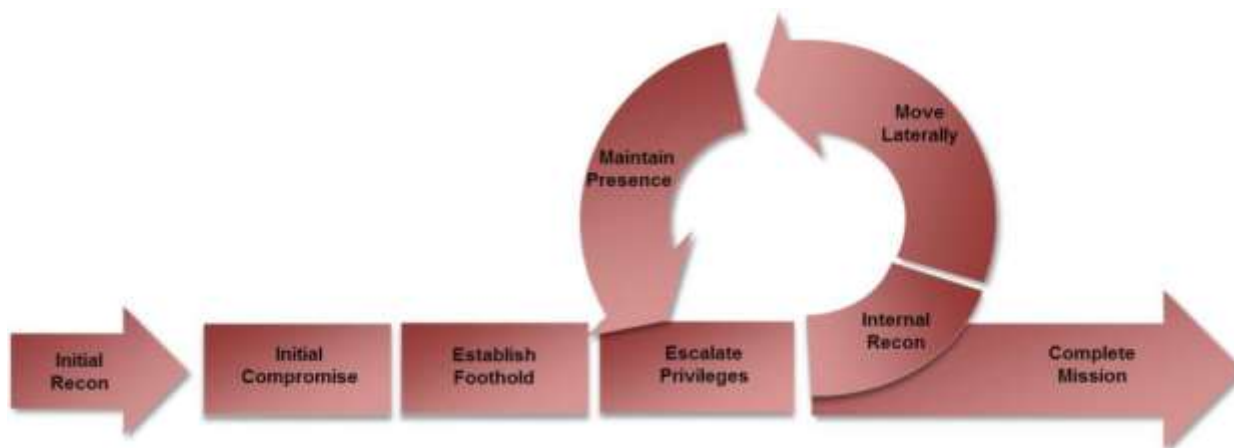 Initial
Recon
Initial
Compromise
Establish
Foothold
Escalate
Privileges
Internal
Recon
Move
Laterally
Maintain
Presence
Complete
Mission